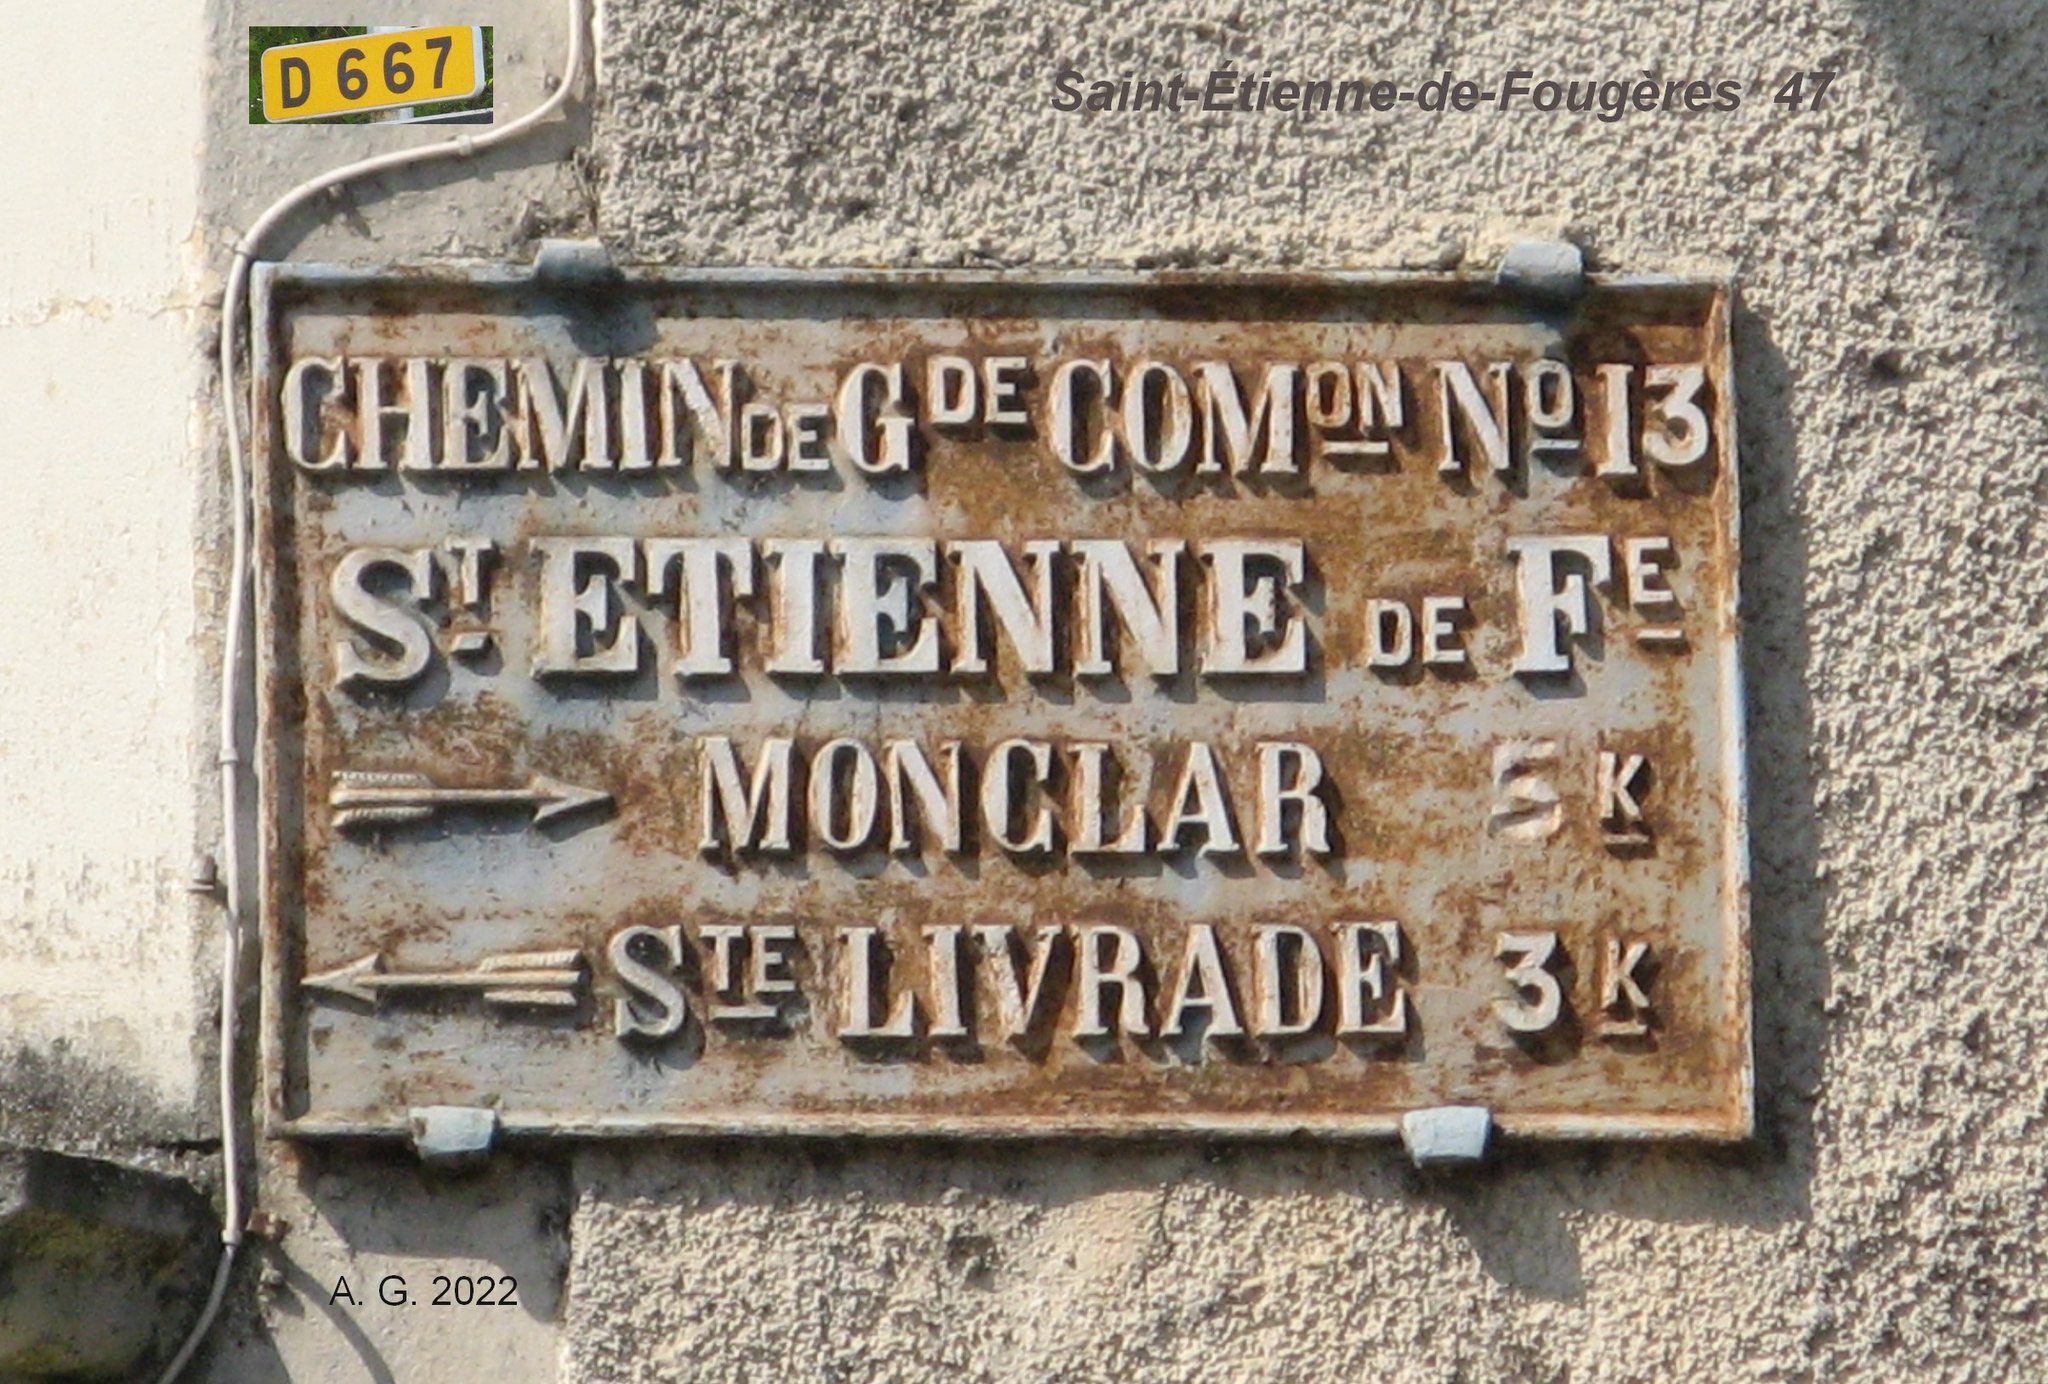 D 667
Saint-Étienne-de-Fougères 47
CHEMIN DE GDE COMON NO 13
ST ETIENNE DE FE
MONCLAR 5 K
STE LIVRADE 3 K
A. G. 2022